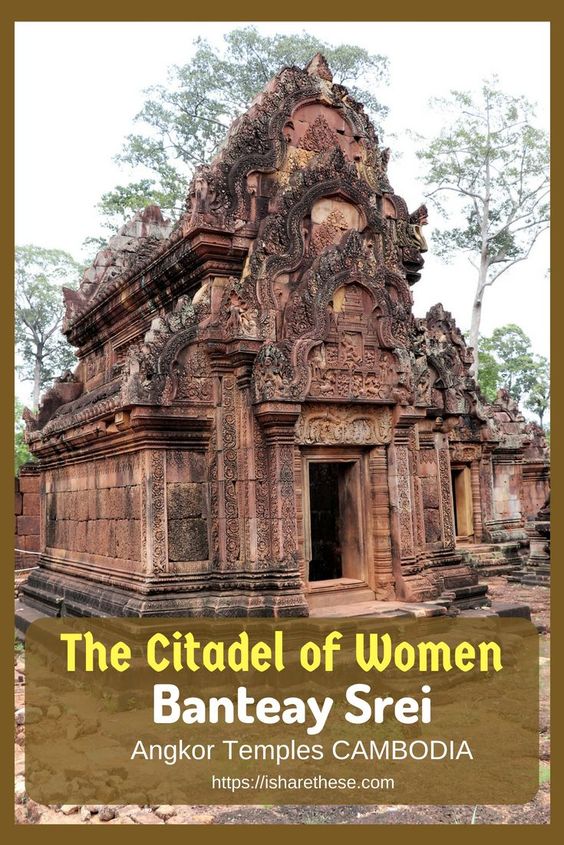 The Citadel of Women
Banteay Srei
Angkor Temples CAMBODIA
https://isharethese.com